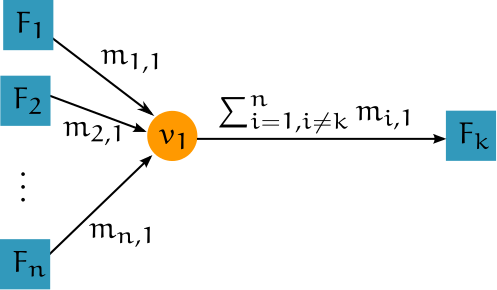 F₁
m₁,₁
F₂
m₂,₁
v₁
∑ⁿᵢ₌₁,ᵢ≠ₖ mᵢ,₁
Fₖ
⋮
mₙ,₁
Fₙ